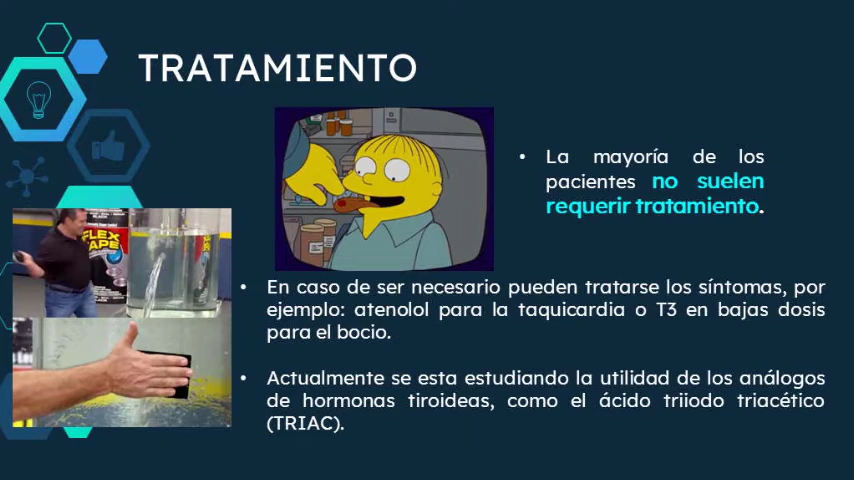 TRATAMIENTO
• La mayoría de los
pacientes no suelen
requerir tratamiento.
FLEX
TAPE
• En caso de ser necesario pueden tratarse los síntomas, por
ejemplo: atenolol para la taquicardia o T3 en bajas dosis
para el bocio.
• Actualmente se esta estudiando la utilidad de los análogos
de hormonas tiroideas, como el ácido triiodo triacético
(TRIAC).